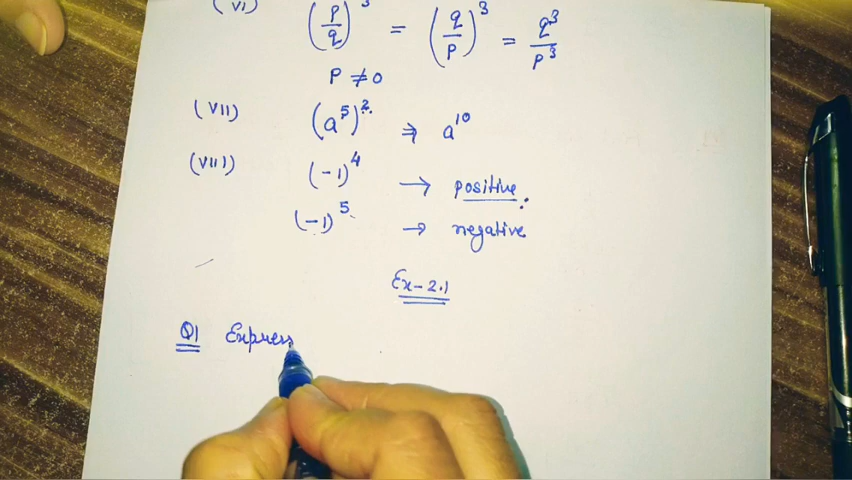 (VI) (p/q)^3 = (q/p)^3 = q^3/p^3
P ≠ 0
(VII) (a^5)^2 ⇒ a^10
(VIII) (-1)^4 → positive.
(-1)^5 → negative
Ex-2.1
Q1 Express